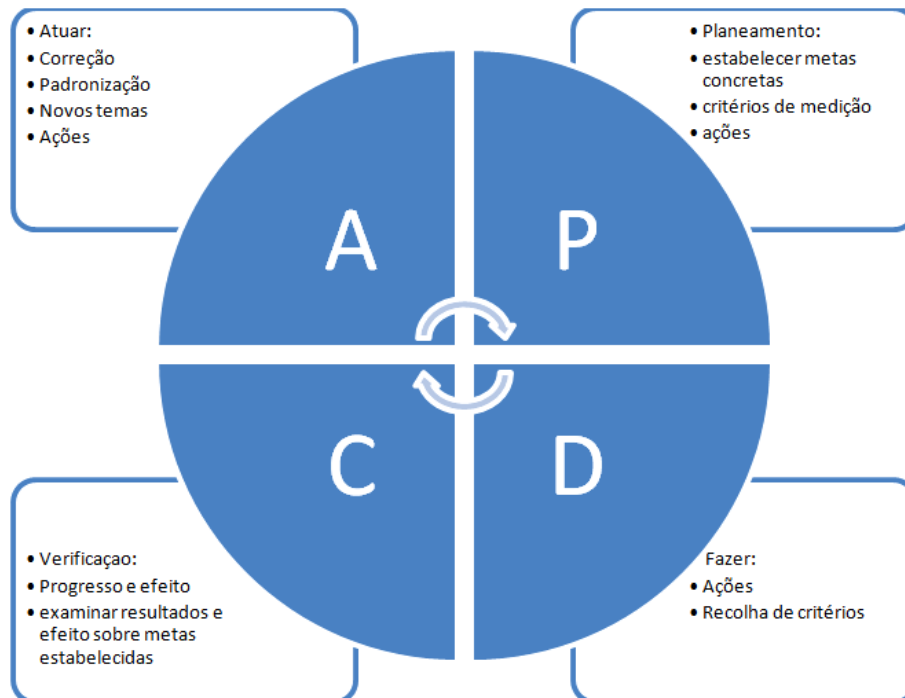 • Atuar:
• Correção
• Padronização
• Novos temas
• Ações
• Planeamento:
• estabelecer metas
concretas
• critérios de medição
• ações
A
P
C
D
• Verificaçao:
• Progresso e efeito
• examinar resultados e
efeito sobre metas
estabelecidas
Fazer:
• Ações
• Recolha de critérios